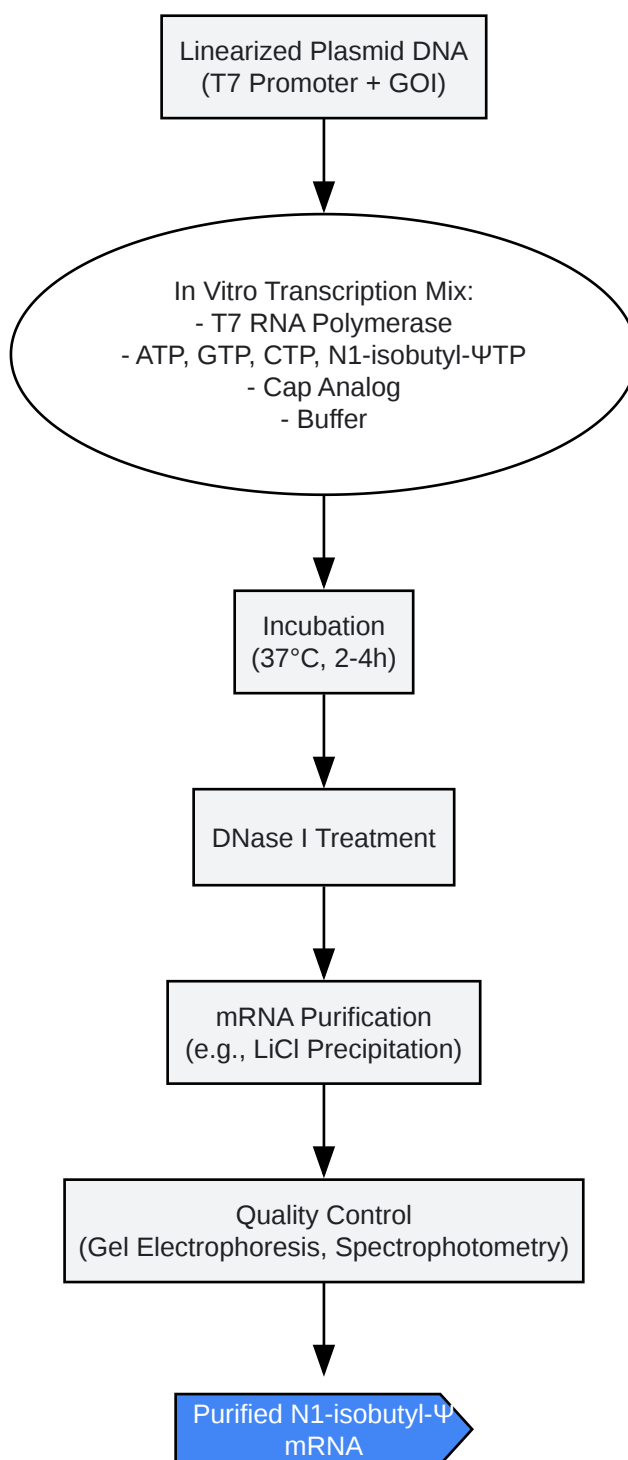 Linearized Plasmid DNA
(T7 Promoter + GOI)
In Vitro Transcription Mix:
- T7 RNA Polymerase
- ATP, GTP, CTP, N1-isobutyl-ΨTP
- Cap Analog
- Buffer
Incubation
(37°C, 2-4h)
DNase I Treatment
mRNA Purification
(e.g., LiCl Precipitation)
Quality Control
(Gel Electrophoresis, Spectrophotometry)
Purified N1-isobutyl-Ψ
mRNA